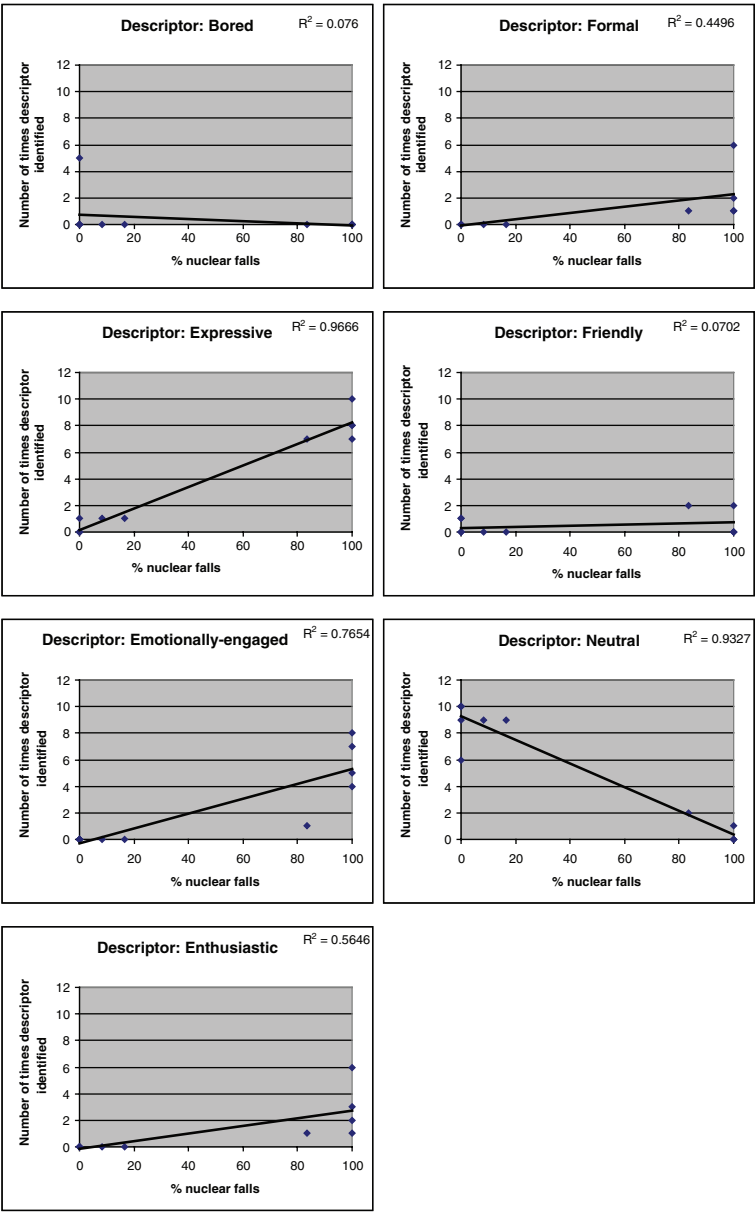 Descriptor: Bored
R² = 0.076
Number of times descriptor
identified
12
10
8
6
4
2
0
0 20 40 60 80 100
% nuclear falls
Descriptor: Formal
R² = 0.4496
Number of times descriptor
identified
12
10
8
6
4
2
0
0 20 40 60 80 100
% nuclear falls
Descriptor: Expressive
R² = 0.9666
Number of times descriptor
identified
12
10
8
6
4
2
0
0 20 40 60 80 100
% nuclear falls
Descriptor: Friendly
R² = 0.0702
Number of times descriptor
identified
12
10
8
6
4
2
0
0 20 40 60 80 100
% nuclear falls
Descriptor: Emotionally-engaged
R² = 0.7654
Number of times descriptor
identified
12
10
8
6
4
2
0
0 20 40 60 80 100
% nuclear falls
Descriptor: Neutral
R² = 0.9327
Number of times descriptor
identified
12
10
8
6
4
2
0
0 20 40 60 80 100
% nuclear falls
Descriptor: Enthusiastic
R² = 0.5646
Number of times descriptor
identified
12
10
8
6
4
2
0
0 20 40 60 80 100
% nuclear falls